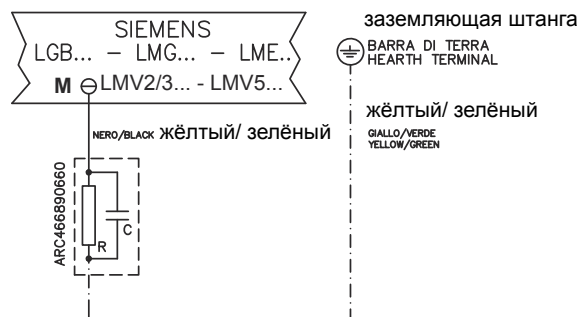 SIEMENS
LGB... – LMG... – LME...
M LMV2/3... - LMV5...
NERO/BLACK жёлтый/ зелёный
ARC466890660
R
C
заземляющая штанга
BARRA DI TERRA
HEARTH TERMINAL
жёлтый/ зелёный
GIALLO/VERDE
YELLOW/GREEN